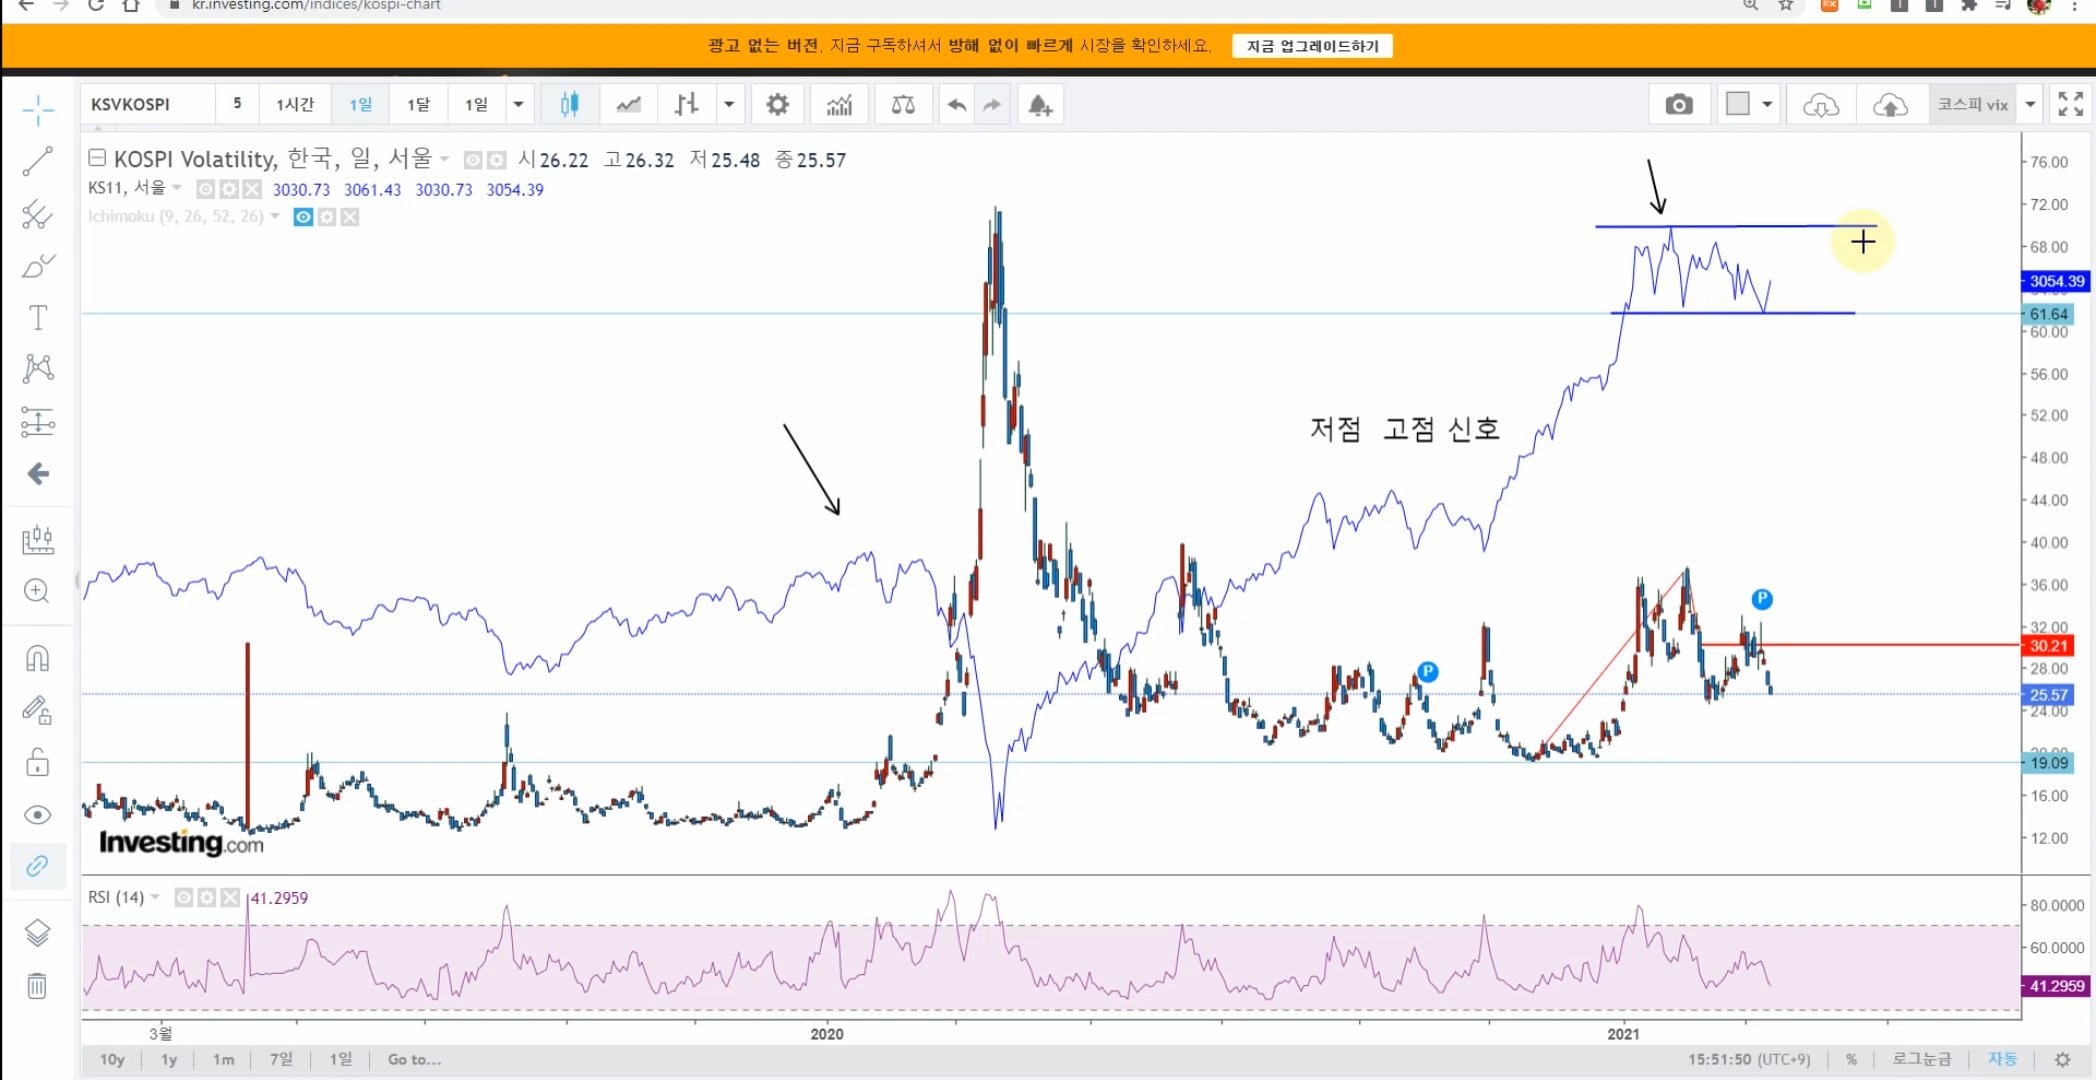 kr.investing.com/indices/kospi-chart
광고 없는 버전. 지금 구독하셔서 방해 없이 빠르게 시장을 확인하세요. 지금 업그레이드하기
KSVKOSPI 5 1시간 1일 1달 1일 코스피 vix
KOSPI Volatility, 한국, 일, 서울 시26.22 고26.32 저25.48 종25.57
KS11, 서울 3030.73 3061.43 3030.73 3054.39
Ichimoku (9, 26, 52, 26)
76.00
72.00
68.00
3054.39
61.64
60.00
56.00
52.00
저점 고점 신호
48.00
44.00
40.00
36.00
P
32.00
30.21
28.00
P
25.57
24.00
19.09
16.00
12.00
Investing.com
RSI (14) 41.2959
80.0000
60.0000
41.2959
3월 2020 2021
10y 1y 1m 7일 1일 Go to... 15:51:50 (UTC+9) % 로그눈금 자동